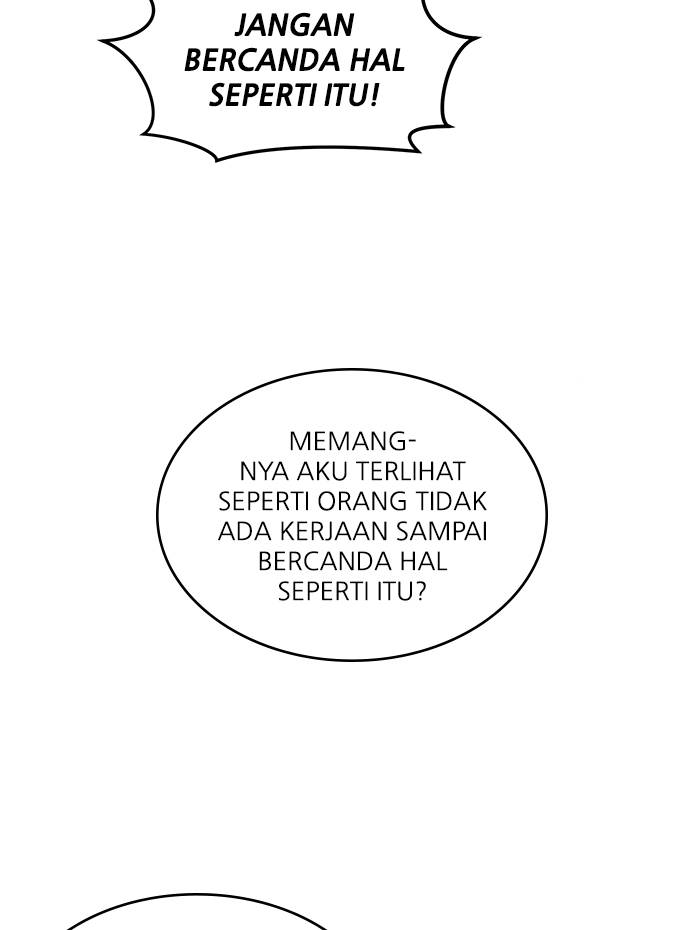 JANGAN
BERCANDA HAL
SEPERTI ITU!
MEMANG-
NYA AKU TERLIHAT
SEPERTI ORANG TIDAK
ADA KERJAAN SAMPAI
BERCANDA HAL
SEPERTI ITU?